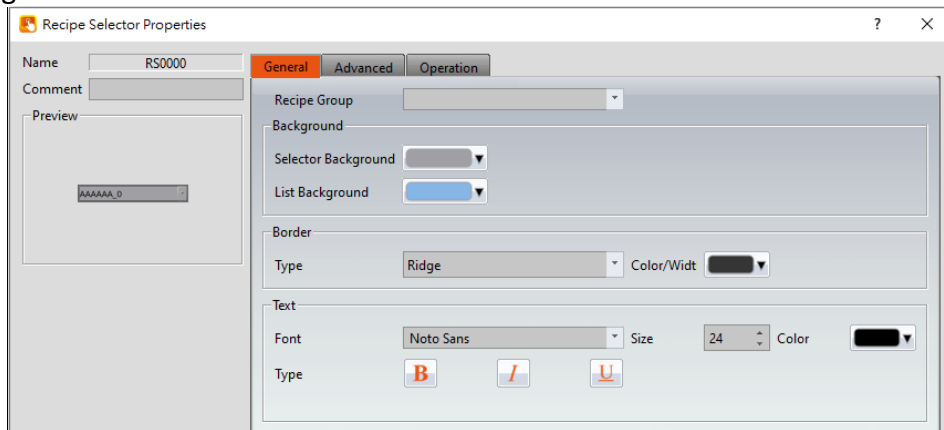 Recipe Selector Properties ? ×
Name RS0000
Comment
Preview
AAAAAA_0
General Advanced Operation
Recipe Group
Background
Selector Background
List Background
Border
Type Ridge Color/Widt
Text
Font Noto Sans Size 24 Color
Type B I U